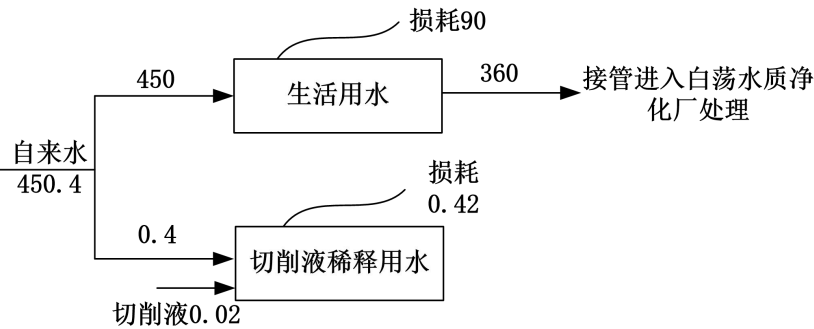 损耗90
450
生活用水
360
接管进入白荡水质净
化厂处理
自来水
450.4
损耗
0.42
0.4
切削液稀释用水
切削液0.02